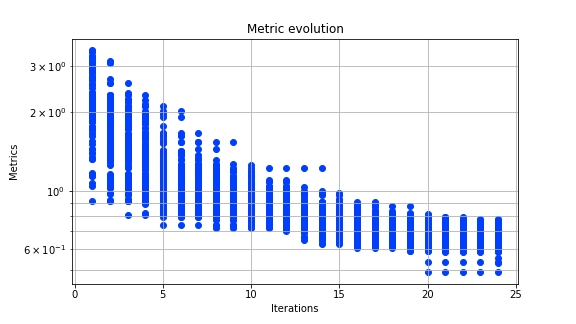 Metric evolution
3 × 10⁰
2 × 10⁰
10⁰
6 × 10⁻¹
Metrics
0 5 10 15 20 25
Iterations